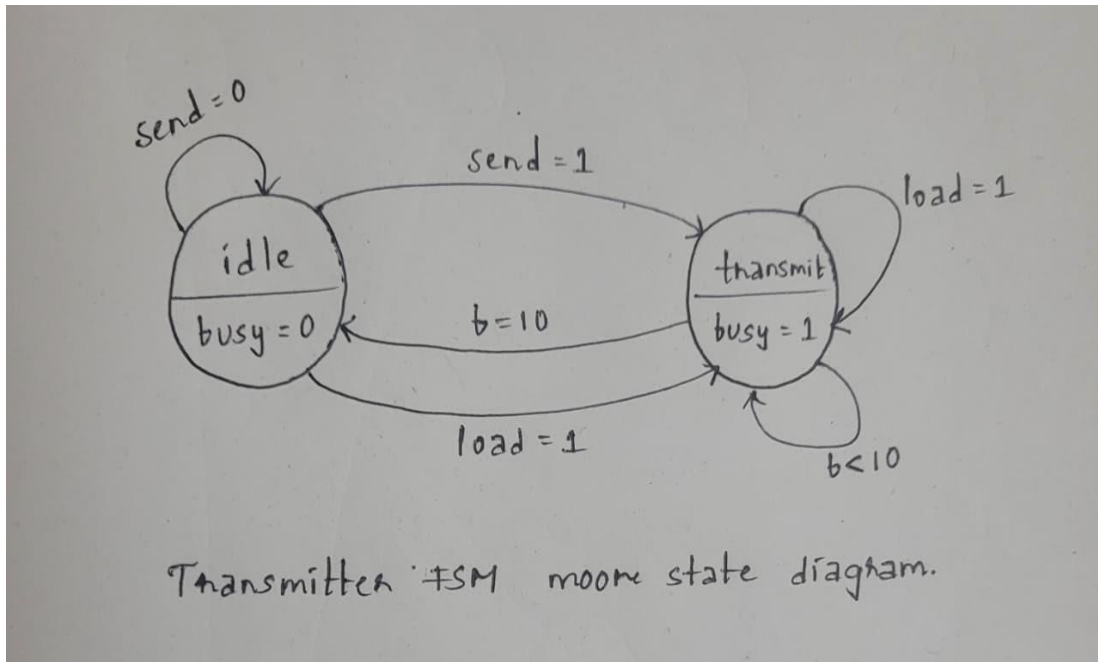 send = 0
send = 1
load = 1
idle
busy = 0
transmit
busy = 1
b = 10
load = 1
b < 10
Transmitter FSM moore state diagram.